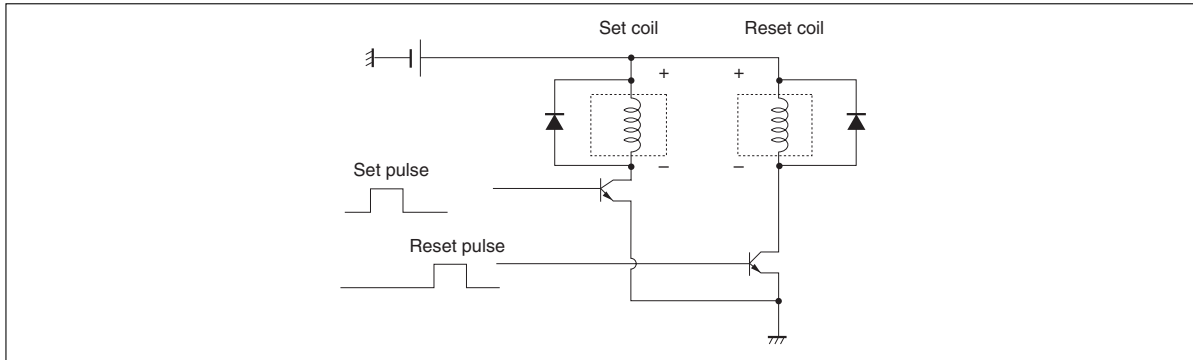 Set coil
Reset coil
+
+
–
–
Set pulse
Reset pulse